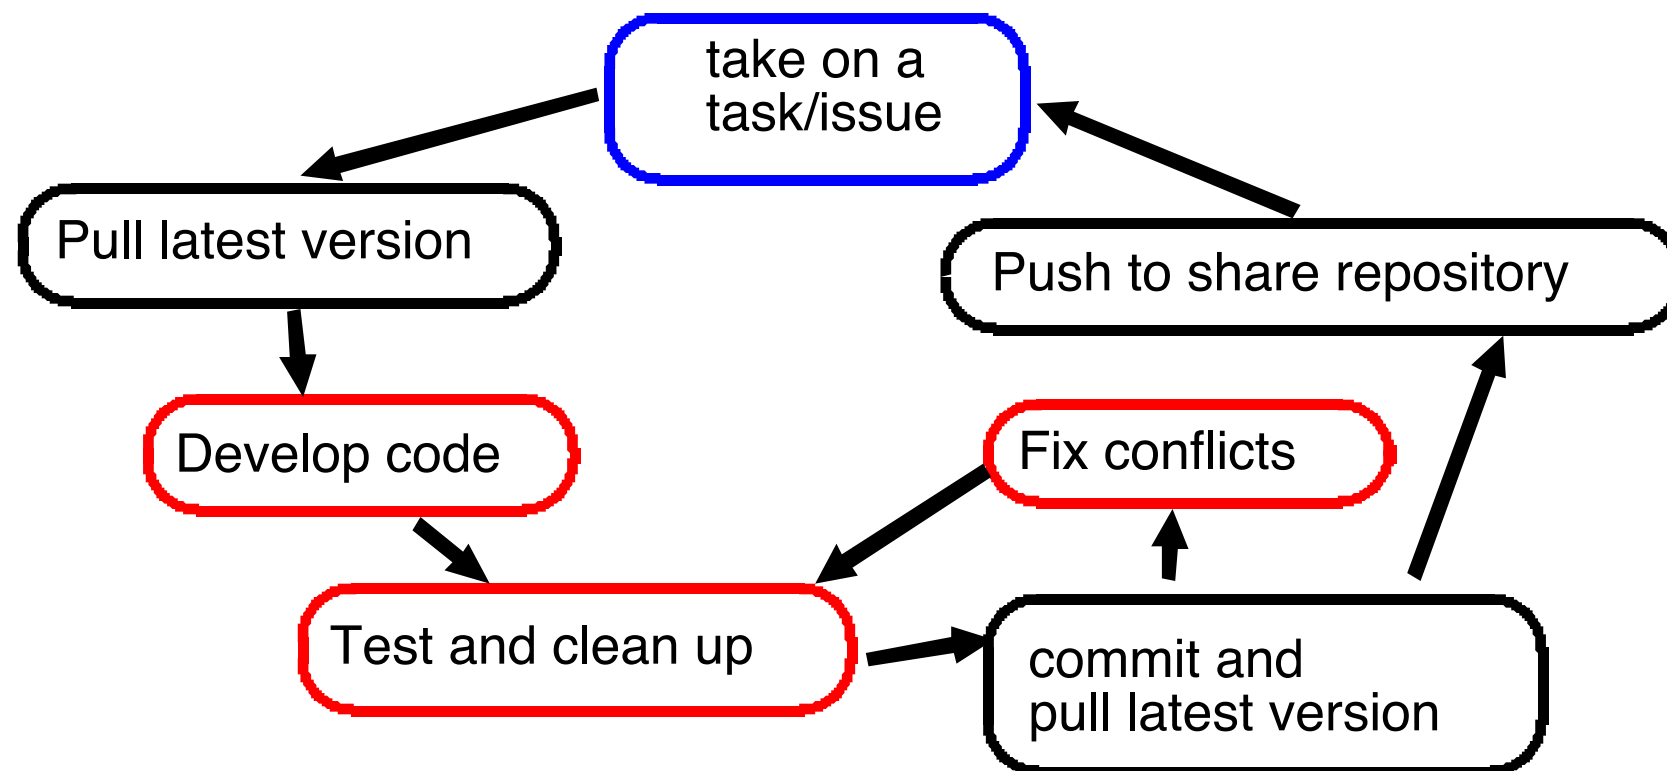 take on a
task/issue
Pull latest version
Push to share repository
Develop code
Fix conflicts
Test and clean up
commit and
pull latest version